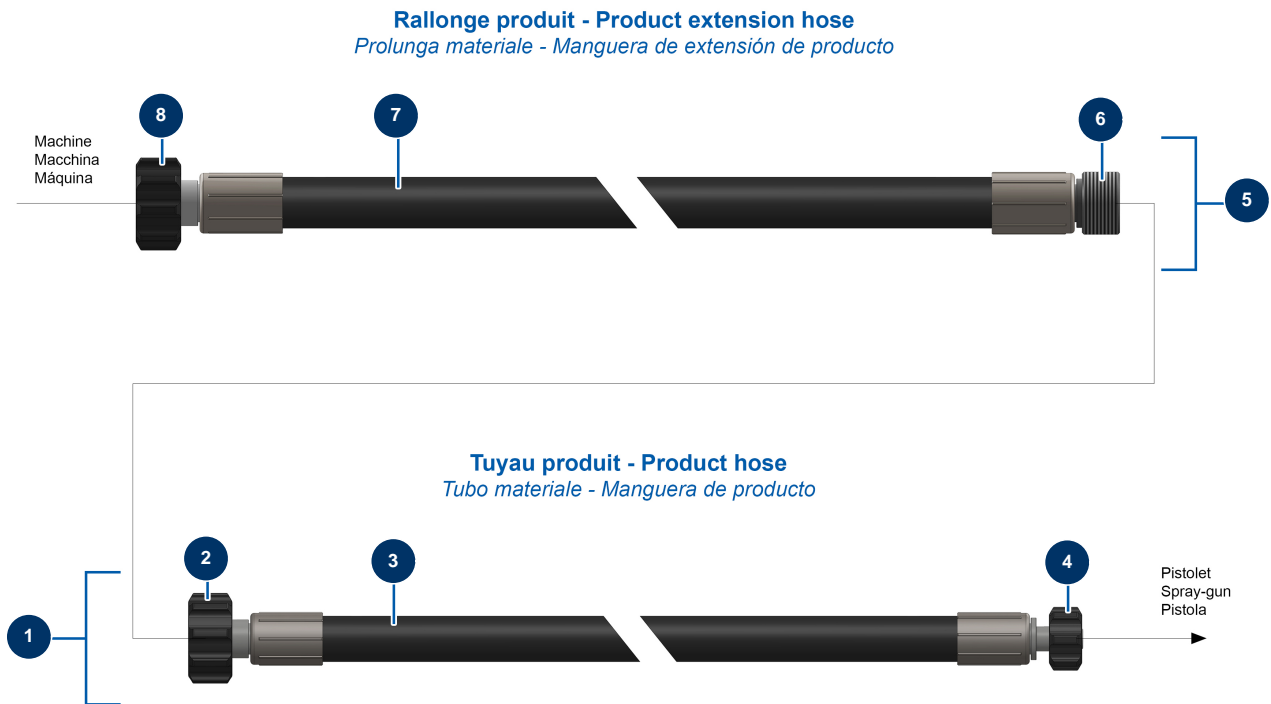 Rallonge produit - Product extension hose
Prolunga materiale - Manguera de extensión de producto
8
7
6
Machine
Macchina
Máquina
5
Tuyau produit - Product hose
Tubo materiale - Manguera de producto
2
3
4
Pistolet
Spray-gun
Pistola
1